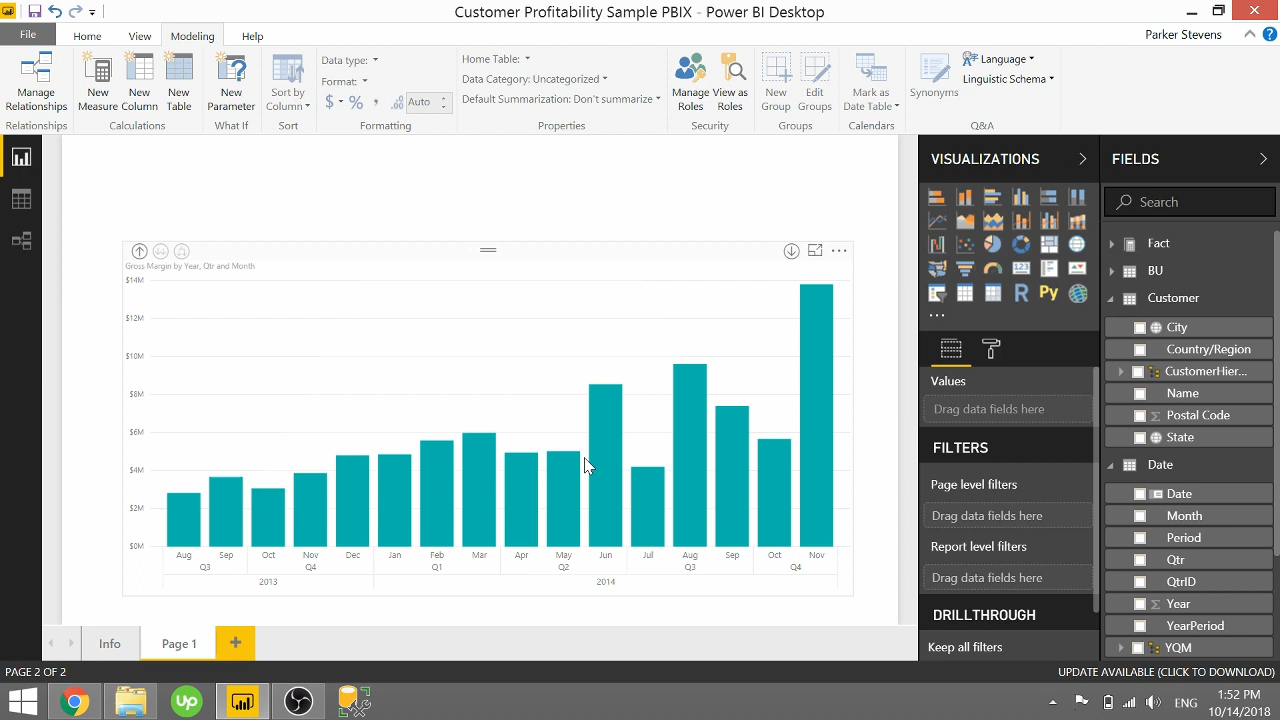 Customer Profitability Sample PBIX - Power BI Desktop
File
Home
View
Modeling
Help
Parker Stevens
Manage Relationships
New Measure
New Column
New Table
New Parameter
Sort by Column
Data type:
Format:
$ % , Auto
Home Table:
Data Category: Uncategorized
Default Summarization: Don't summarize
Manage Roles
View as Roles
New Group
Edit Groups
Mark as Date Table
Synonyms
Language
Linguistic Schema
Relationships
Calculations
What If
Sort
Formatting
Properties
Security
Groups
Calendars
Q&A
Gross Margin by Year, Qtr and Month
$14M
$12M
$10M
$8M
$6M
$4M
$2M
$0M
Aug Sep Oct Nov Dec Jan Feb Mar Apr May Jun Jul Aug Sep Oct Nov
Q3 Q4 Q1 Q2 Q3 Q4
2013 2014
VISUALIZATIONS
R Py
Values
Drag data fields here
FILTERS
Page level filters
Drag data fields here
Report level filters
Drag data fields here
DRILLTHROUGH
Keep all filters
FIELDS
Search
Fact
BU
Customer
City
Country/Region
CustomerHier...
Name
Postal Code
State
Date
Date
Month
Period
Qtr
QtrID
Year
YearPeriod
YQM
Info
Page 1
PAGE 2 OF 2
UPDATE AVAILABLE (CLICK TO DOWNLOAD)
Up
ENG
1:52 PM
10/14/2018